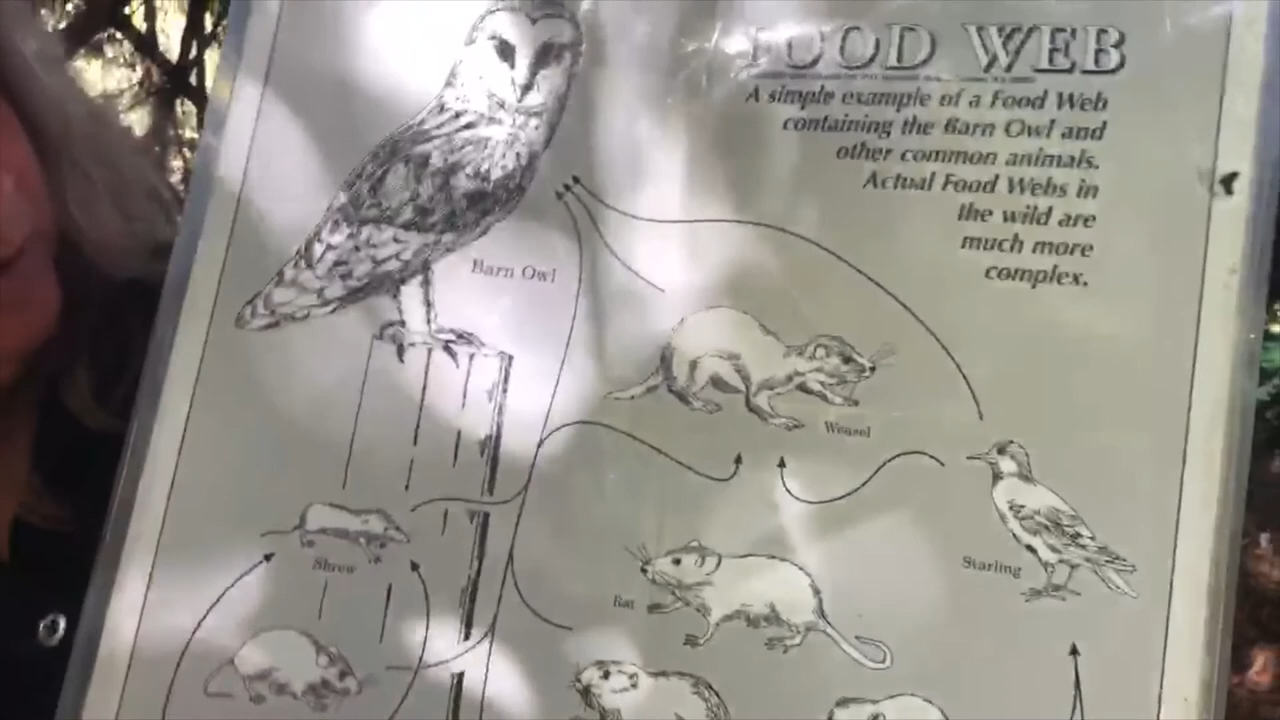 FOOD WEB
A simple example of a Food Web
containing the Barn Owl and
other common animals.
Actual Food Webs in
the wild are
much more
complex.
Barn Owl
Weasel
Starling
Shrew
Rat